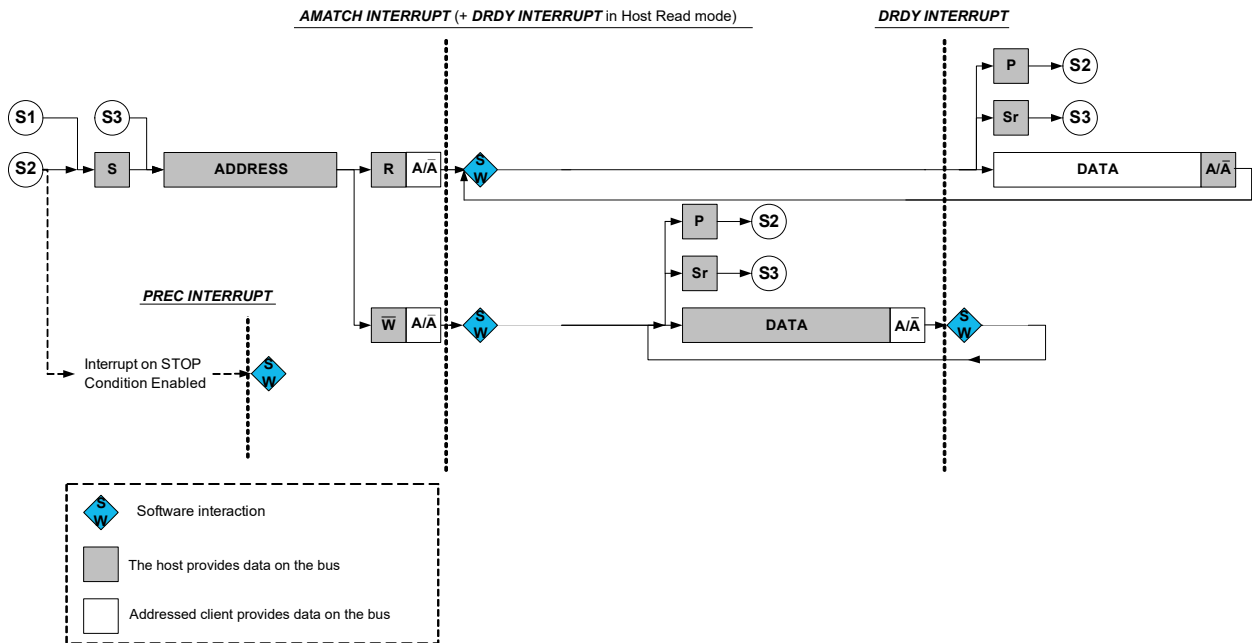 AMATCH INTERRUPT (+ DRDY INTERRUPT in Host Read mode)
DRDY INTERRUPT
P
S2
Sr
S3
S1
S3
S2
S
ADDRESS
R
A/Ā
S
W
DATA
A/Ā
P
S2
Sr
S3
PREC INTERRUPT
W̅
A/Ā
S
W
DATA
A/Ā
S
W
Interrupt on STOP
Condition Enabled
S
W
S
W
Software interaction
The host provides data on the bus
Addressed client provides data on the bus